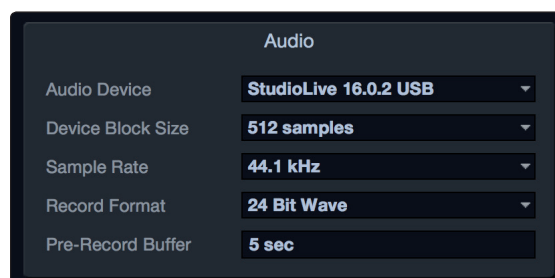 Audio
Audio Device StudioLive 16.0.2 USB
Device Block Size 512 samples
Sample Rate 44.1 kHz
Record Format 24 Bit Wave
Pre-Record Buffer 5 sec